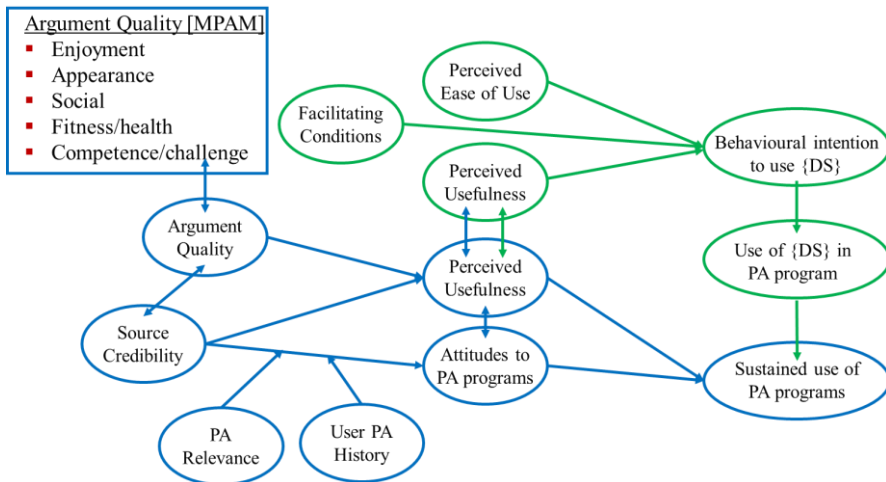 Argument Quality [MPAM]
▪ Enjoyment
▪ Appearance
▪ Social
▪ Fitness/health
▪ Competence/challenge
Perceived
Ease of Use
Facilitating
Conditions
Behavioural intention
to use {DS}
Perceived
Usefulness
Argument
Quality
Use of {DS} in
PA program
Perceived
Usefulness
Source
Credibility
Attitudes to
PA programs
Sustained use of
PA programs
PA
Relevance
User PA
History